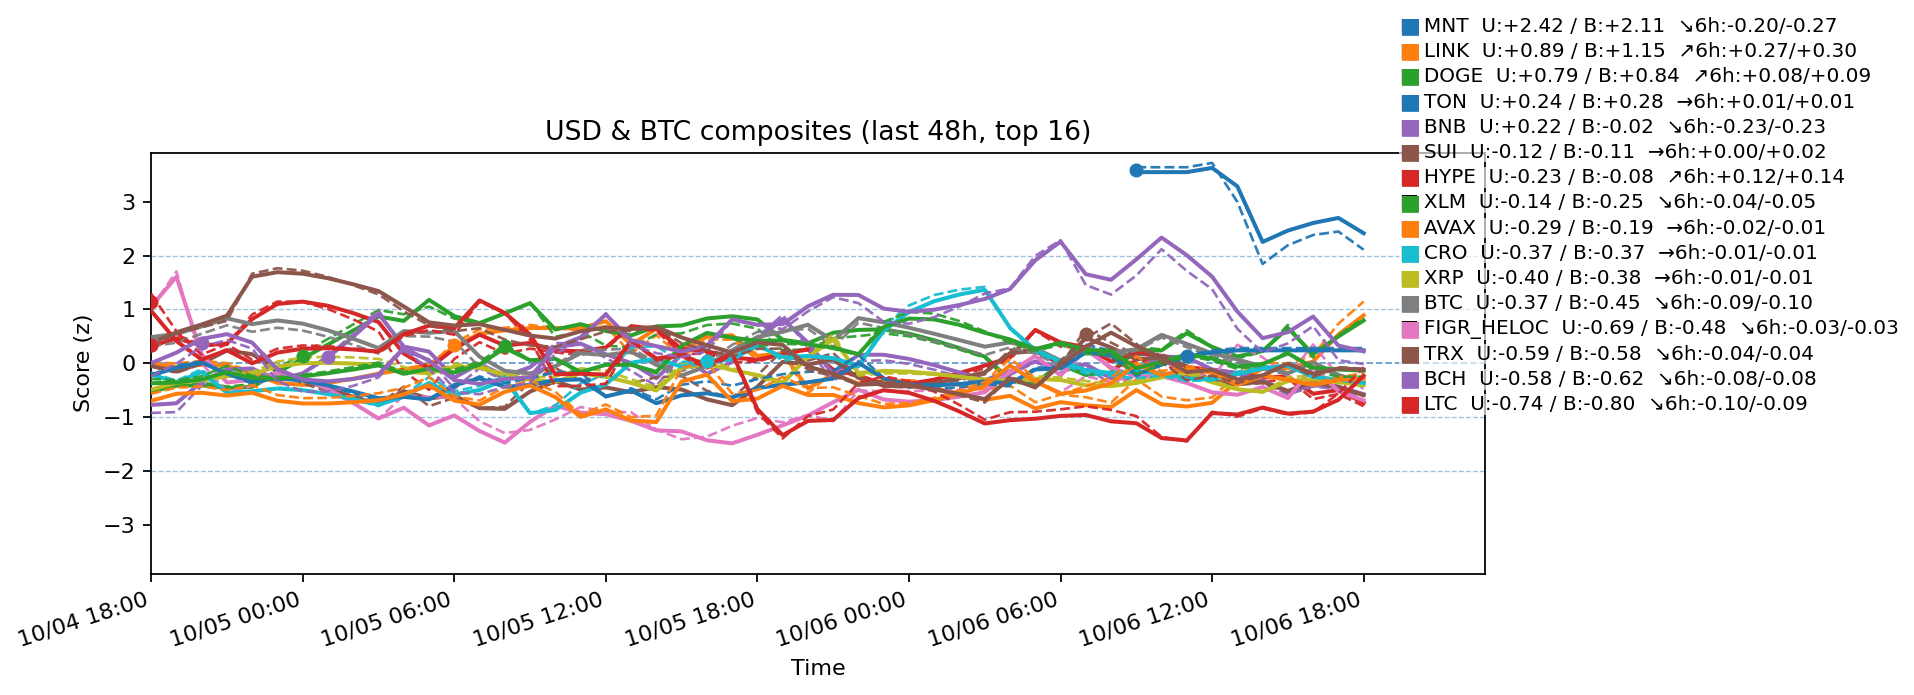 MNT U:+2.42 / B:+2.11 ↘6h:-0.20/-0.27
LINK U:+0.89 / B:+1.15 ↗6h:+0.27/+0.30
DOGE U:+0.79 / B:+0.84 ↗6h:+0.08/+0.09
TON U:+0.24 / B:+0.28 →6h:+0.01/+0.01
BNB U:+0.22 / B:-0.02 ↘6h:-0.23/-0.23
SUI U:-0.12 / B:-0.11 →6h:+0.00/+0.02
HYPE U:-0.23 / B:-0.08 ↗6h:+0.12/+0.14
XLM U:-0.14 / B:-0.25 ↘6h:-0.04/-0.05
AVAX U:-0.29 / B:-0.19 →6h:-0.02/-0.01
CRO U:-0.37 / B:-0.37 →6h:-0.01/-0.01
XRP U:-0.40 / B:-0.38 →6h:-0.01/-0.01
BTC U:-0.37 / B:-0.45 ↘6h:-0.09/-0.10
FIGR_HELOC U:-0.69 / B:-0.48 ↘6h:-0.03/-0.03
TRX U:-0.59 / B:-0.58 ↘6h:-0.04/-0.04
BCH U:-0.58 / B:-0.62 ↘6h:-0.08/-0.08
LTC U:-0.74 / B:-0.80 ↘6h:-0.10/-0.09
USD & BTC composites (last 48h, top 16)
Score (z)
3
2
1
0
−1
−2
−3
10/04 18:00
10/05 00:00
10/05 06:00
10/05 12:00
10/05 18:00
10/06 00:00
10/06 06:00
10/06 12:00
10/06 18:00
Time